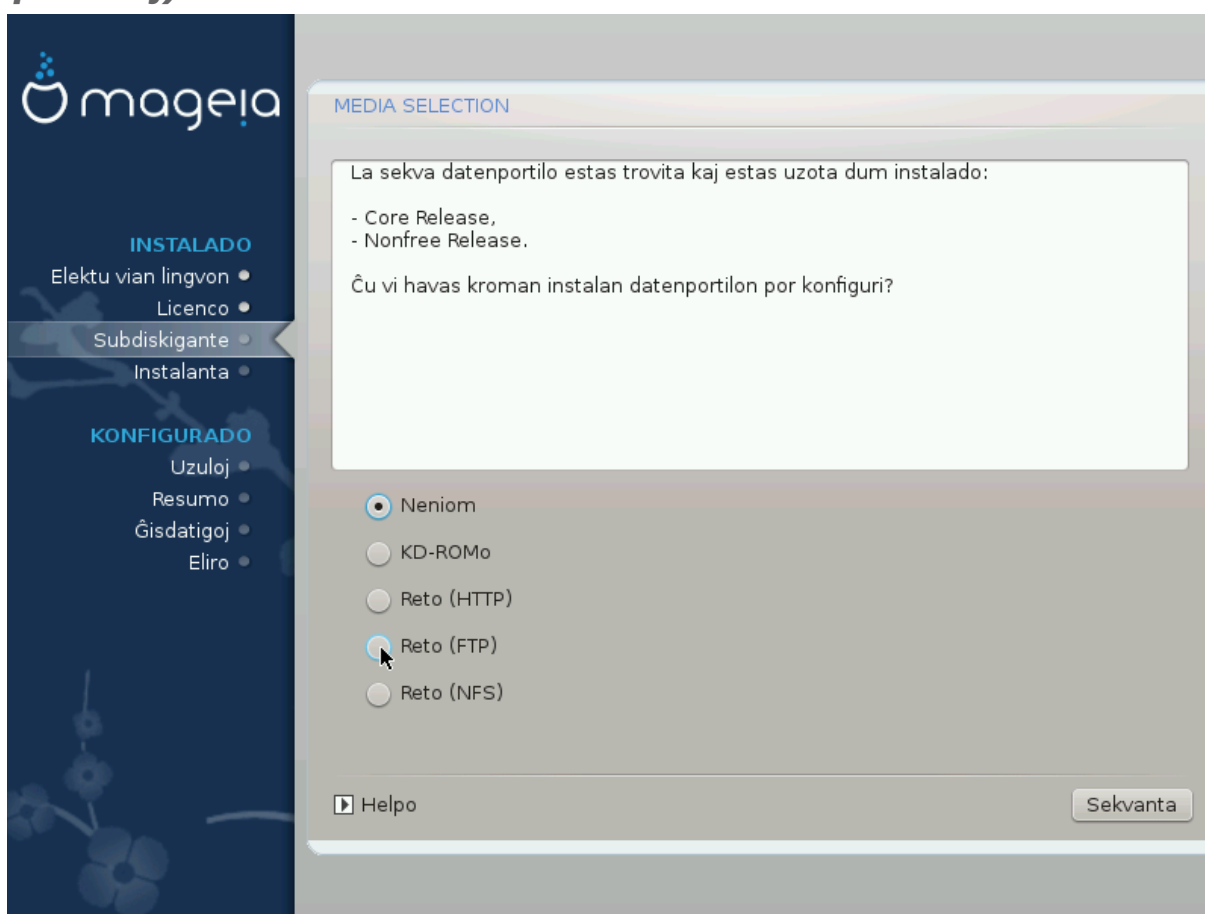 mageia
INSTALADO
Elektu vian lingvon
Licenco
Subdiskigante
Instalanta
KONFIGURADO
Uzuloj
Resumo
Ĝisdatigoj
Eliro
MEDIA SELECTION
La sekva datenportilo estas trovita kaj estas uzota dum instalado:
- Core Release,
- Nonfree Release.
Ĉu vi havas kroman instalan datenportilon por konfiguri?
Neniom
KD-ROMo
Reto (HTTP)
Reto (FTP)
Reto (NFS)
Helpo
Sekvanta